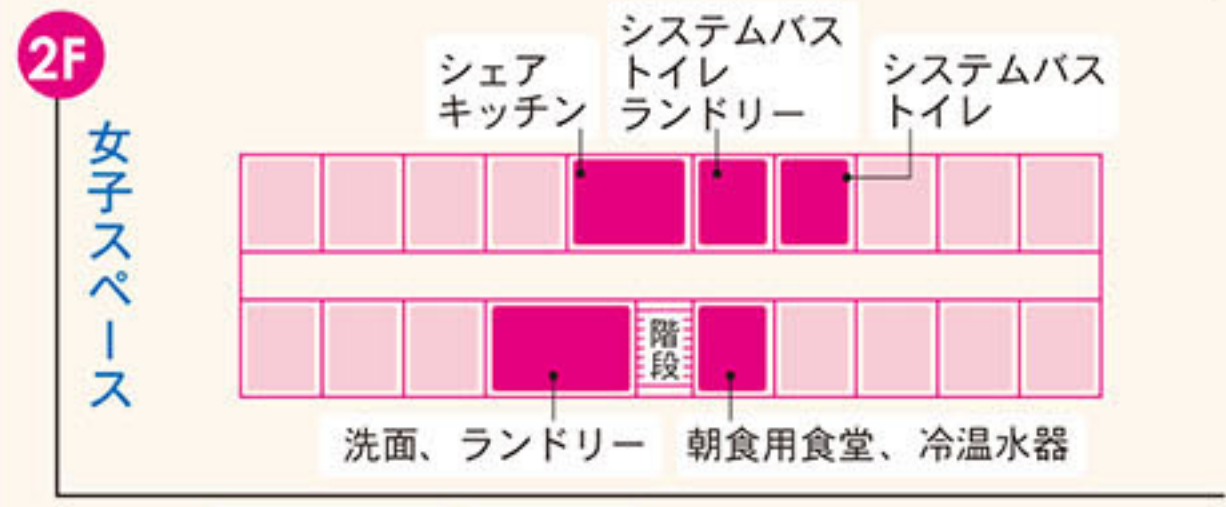 2F
女子スペース
シェア
キッチン
システムバス
トイレ
ランドリー
システムバス
トイレ
階段
洗面、ランドリー
朝食用食堂、冷温水器